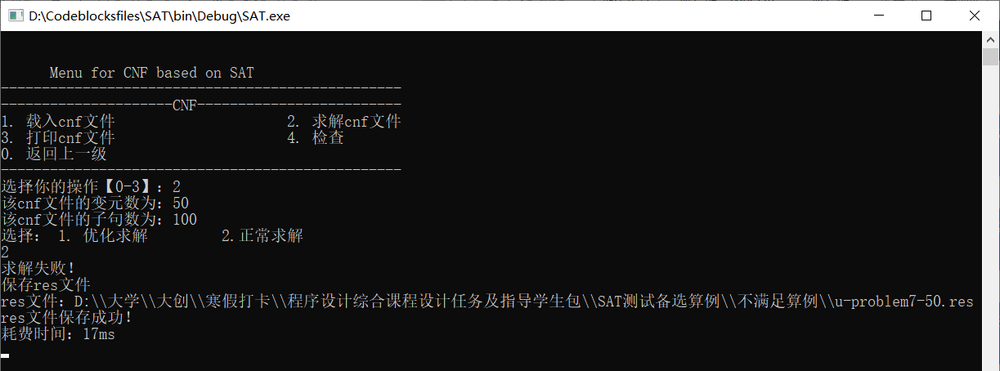 D:\Codeblocksfiles\SAT\bin\Debug\SAT.exe
Menu for CNF based on SAT
------------------------------------------------
---------------------CNF-------------------------
1. 载入cnf文件 2. 求解cnf文件
3. 打印cnf文件 4. 检查
0. 返回上一级
-------------------------------------------------
选择你的操作【0-3】：2
该cnf文件的变元数为：50
该cnf文件的子句数为：100
选择： 1. 优化求解 2.正常求解
2
求解失败！
保存res文件
res文件：D:\\大学\\大创\\寒假打卡\\程序设计综合课程设计任务及指导学生包\\SAT测试备选算例\\不满足算例\\u-problem7-50.res
res文件保存成功！
耗费时间：17ms